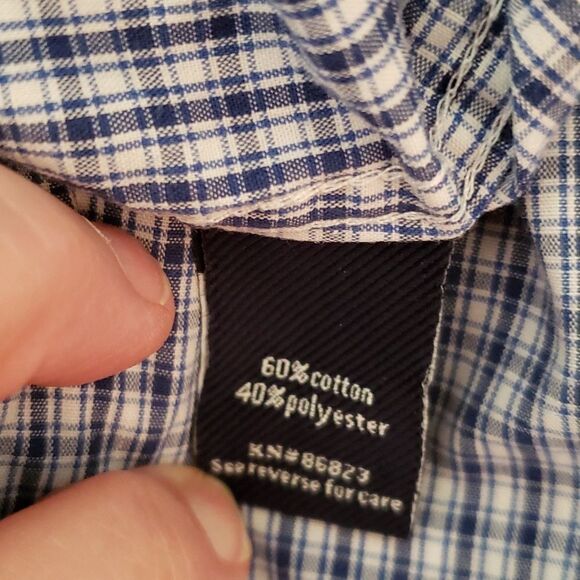 60%cotton
40%polyester
RN#86823
See reverse for care